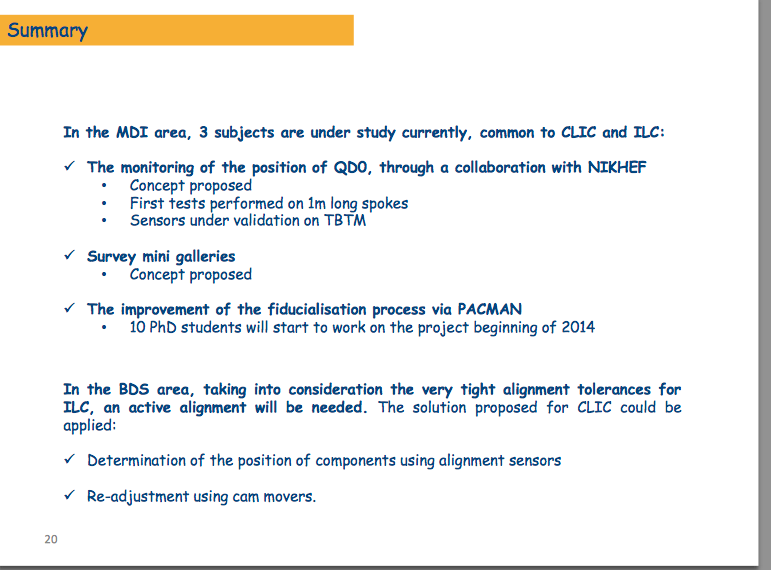 Summary
In the MDI area, 3 subjects are under study currently, common to CLIC and ILC:
✓ The monitoring of the position of QD0, through a collaboration with NIKHEF
• Concept proposed
• First tests performed on 1m long spokes
• Sensors under validation on TBTM
✓ Survey mini galleries
• Concept proposed
✓ The improvement of the fiducialisation process via PACMAN
• 10 PhD students will start to work on the project beginning of 2014
In the BDS area, taking into consideration the very tight alignment tolerances for
ILC, an active alignment will be needed. The solution proposed for CLIC could be
applied:
✓ Determination of the position of components using alignment sensors
✓ Re-adjustment using cam movers.
20